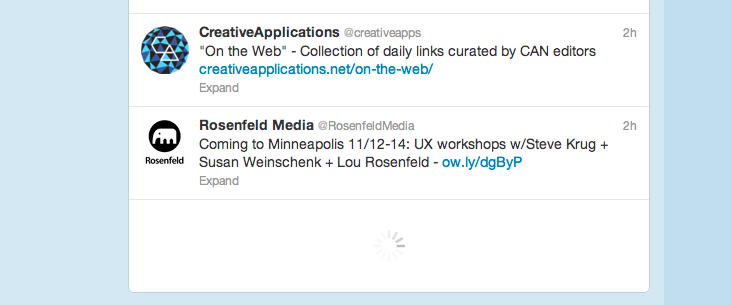 CreativeApplications @creativeapps 2h
"On the Web" - Collection of daily links curated by CAN editors
creativeapplications.net/on-the-web/
Expand
Rosenfeld Media @RosenfeldMedia 2h
Rosenfeld
Coming to Minneapolis 11/12-14: UX workshops w/Steve Krug +
Susan Weinschenk + Lou Rosenfeld - ow.ly/dgByP
Expand